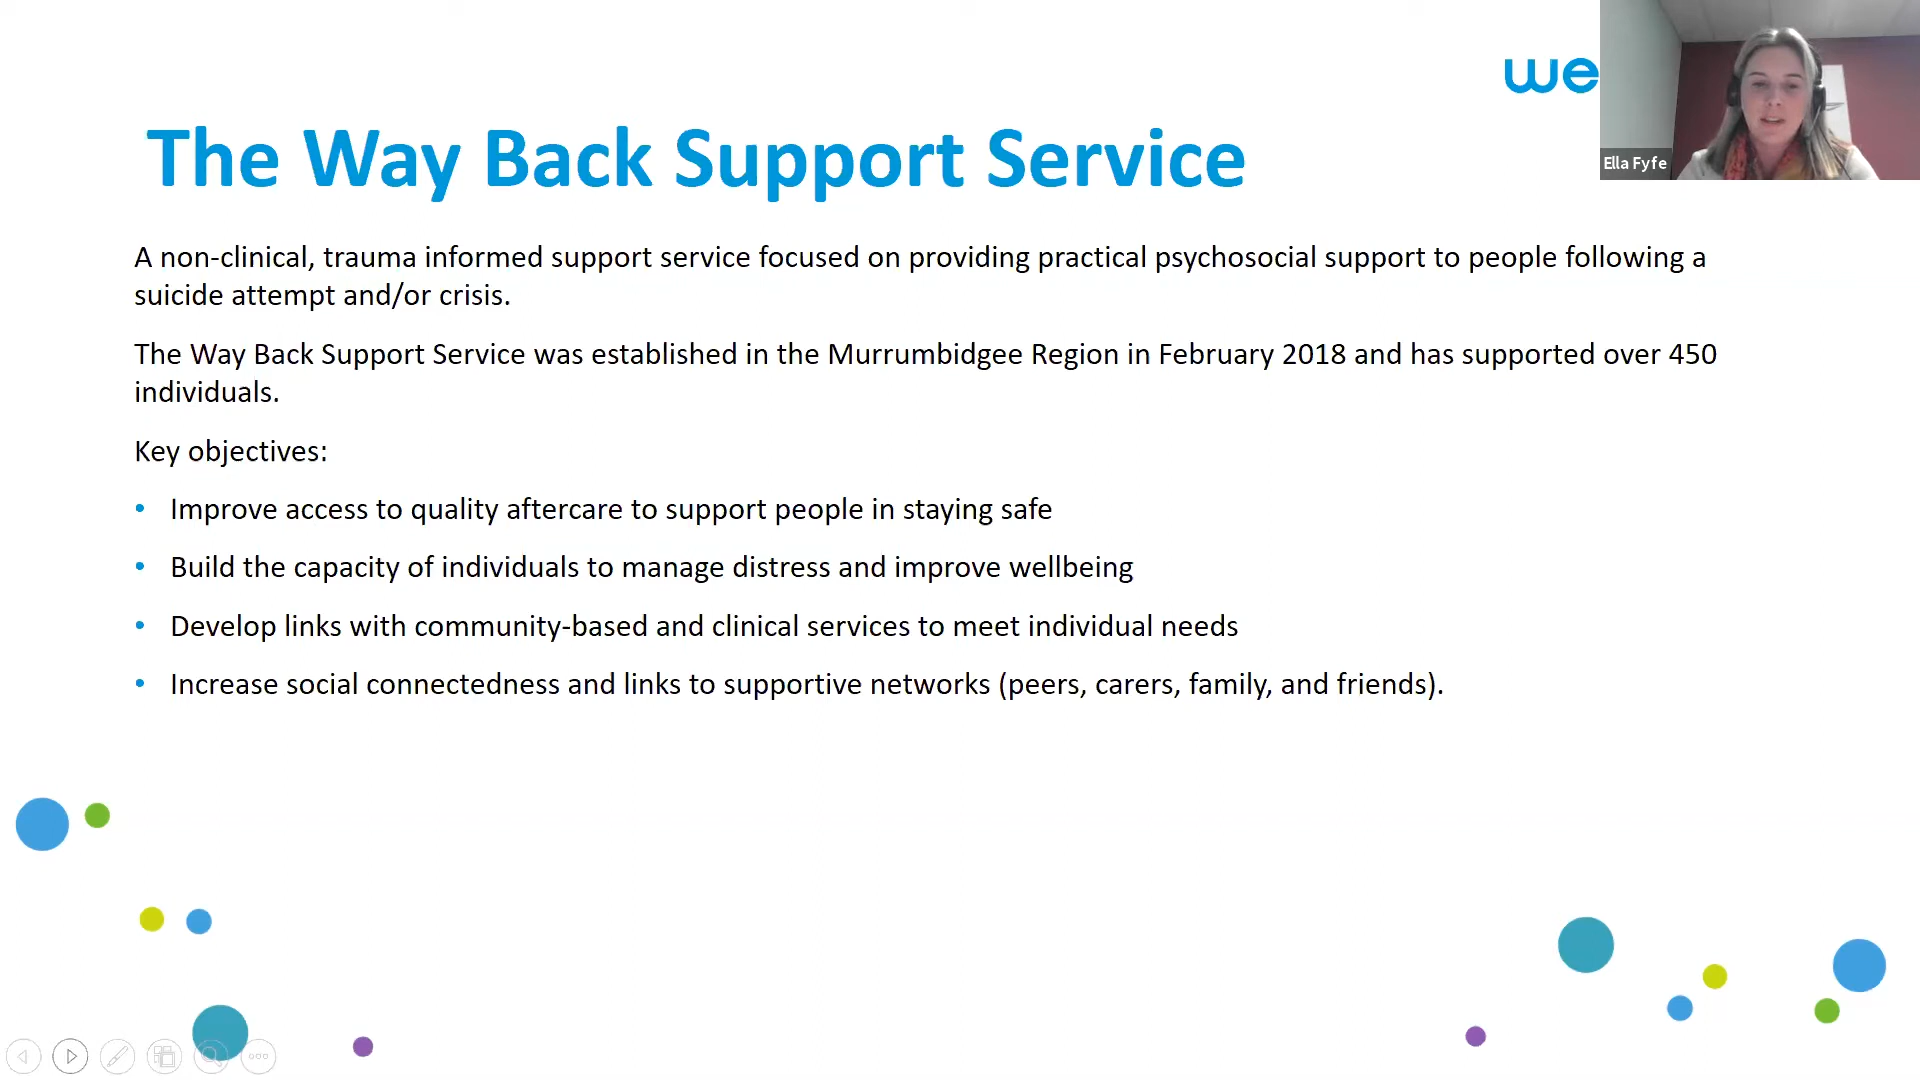 we
The Way Back Support Service
Ella Fyfe
A non-clinical, trauma informed support service focused on providing practical psychosocial support to people following a
suicide attempt and/or crisis.
The Way Back Support Service was established in the Murrumbidgee Region in February 2018 and has supported over 450
individuals.
Key objectives:
• Improve access to quality aftercare to support people in staying safe
• Build the capacity of individuals to manage distress and improve wellbeing
• Develop links with community-based and clinical services to meet individual needs
• Increase social connectedness and links to supportive networks (peers, carers, family, and friends).